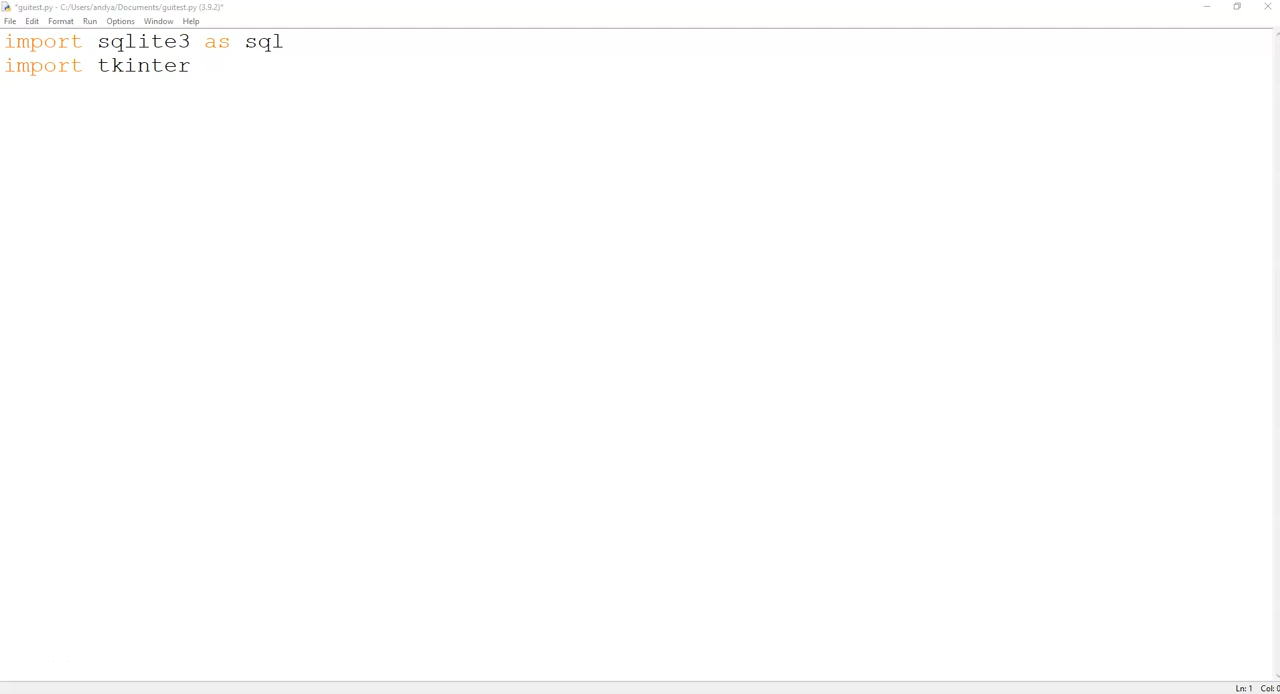 *guitest.py - C:/Users/andya/Documents/guitest.py (3.9.2)*
File Edit Format Run Options Window Help
import sqlite3 as sql
import tkinter
Ln: 1 Col: 0